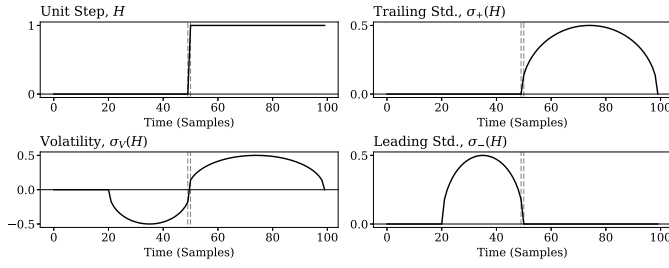 Unit Step, H
1
0
0 20 40 60 80 100
Time (Samples)
Trailing Std., σ₊(H)
0.5
0.0
0 20 40 60 80 100
Time (Samples)
Volatility, σ_V(H)
0.5
0.0
−0.5
0 20 40 60 80 100
Time (Samples)
Leading Std., σ₋(H)
0.5
0.0
0 20 40 60 80 100
Time (Samples)